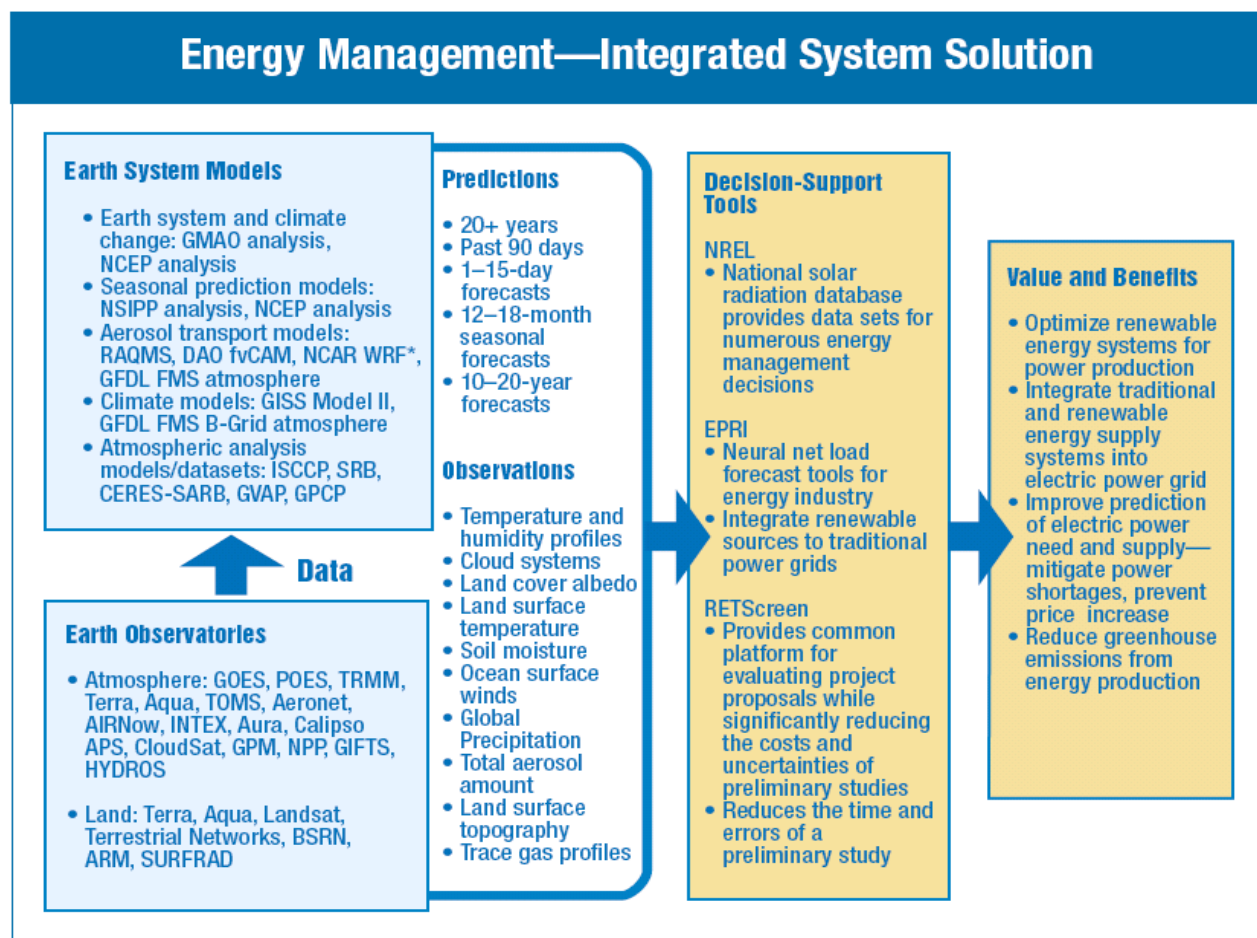 Energy Management—Integrated System Solution
Earth System Models
• Earth system and climate
change: GMAO analysis,
NCEP analysis
• Seasonal prediction models:
NSIPP analysis, NCEP analysis
• Aerosol transport models:
RAQMS, DAO fvCAM, NCAR WRF*,
GFDL FMS atmosphere
• Climate models: GISS Model II,
GFDL FMS B-Grid atmosphere
• Atmospheric analysis
models/datasets: ISCCP, SRB,
CERES-SARB, GVAP, GPCP
Data
Earth Observatories
• Atmosphere: GOES, POES, TRMM,
Terra, Aqua, TOMS, Aeronet,
AIRNow, INTEX, Aura, Calipso
APS, CloudSat, GPM, NPP, GIFTS,
HYDROS
• Land: Terra, Aqua, Landsat,
Terrestrial Networks, BSRN,
ARM, SURFRAD
Predictions
• 20+ years
• Past 90 days
• 1–15-day
forecasts
• 12–18-month
seasonal
forecasts
• 10–20-year
forecasts
Observations
• Temperature and
humidity profiles
• Cloud systems
• Land cover albedo
• Land surface
temperature
• Soil moisture
• Ocean surface
winds
• Global
Precipitation
• Total aerosol
amount
• Land surface
topography
• Trace gas profiles
Decision-Support
Tools
NREL
• National solar
radiation database
provides data sets for
numerous energy
management
decisions
EPRI
• Neural net load
forecast tools for
energy industry
• Integrate renewable
sources to traditional
power grids
RETScreen
• Provides common
platform for
evaluating project
proposals while
significantly reducing
the costs and
uncertainties of
preliminary studies
• Reduces the time and
errors of a
preliminary study
Value and Benefits
• Optimize renewable
energy systems for
power production
• Integrate traditional
and renewable
energy supply
systems into
electric power grid
• Improve prediction
of electric power
need and supply—
mitigate power
shortages, prevent
price increase
• Reduce greenhouse
emissions from
energy production